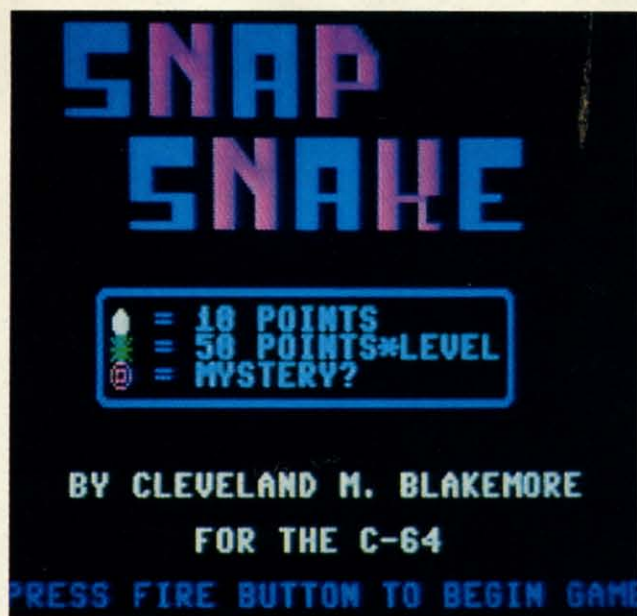 SNAP
SNAKE
= 10 POINTS
= 50 POINTS*LEVEL
= MYSTERY?
BY CLEVELAND M. BLAKEMORE
FOR THE C-64
PRESS FIRE BUTTON TO BEGIN GAME